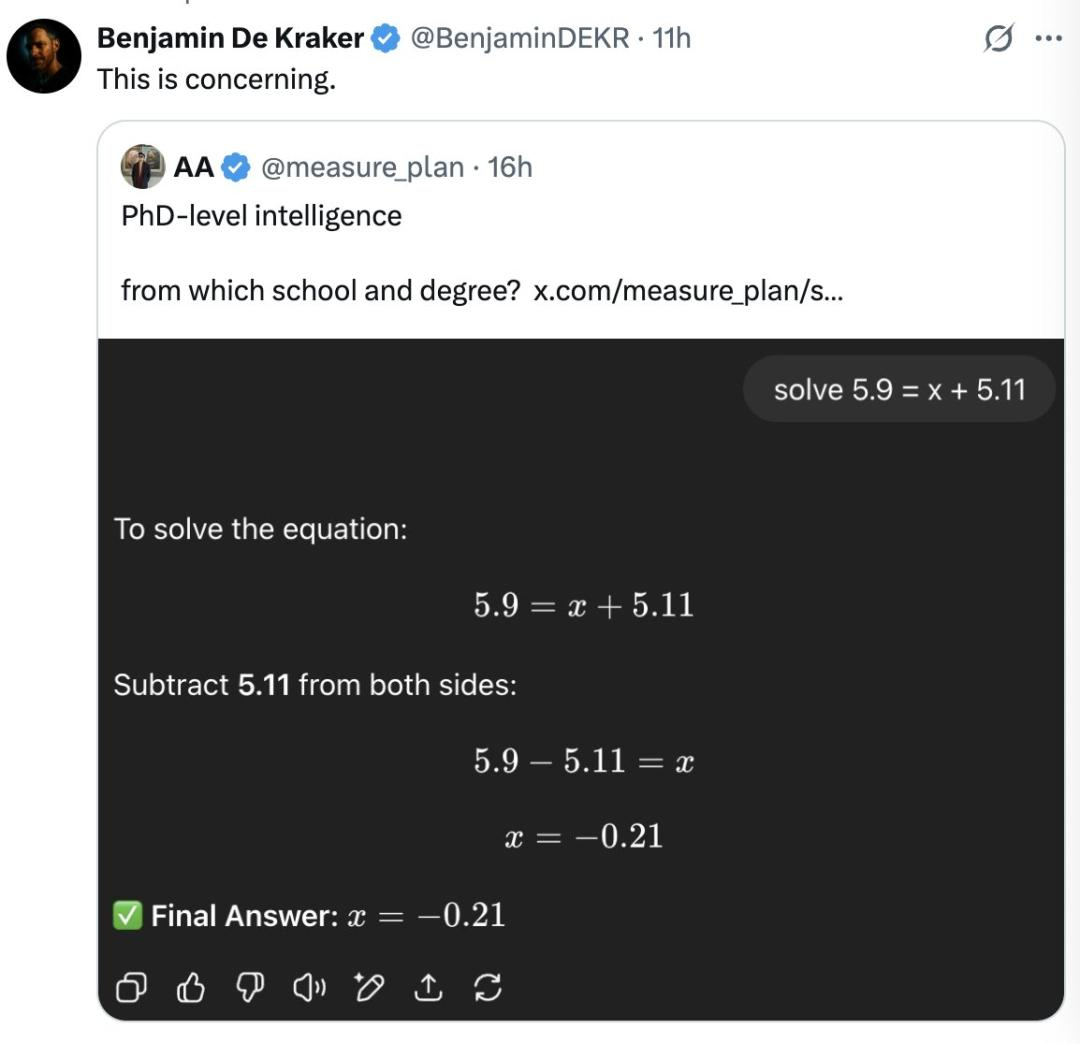 Benjamin De Kraker @BenjaminDEKR · 11h
This is concerning.
AA @measure_plan · 16h
PhD-level intelligence
from which school and degree? x.com/measure_plan/s...
solve 5.9 = x + 5.11
To solve the equation:
5.9 = x + 5.11
Subtract 5.11 from both sides:
5.9 − 5.11 = x
x = −0.21
✅ Final Answer: x = −0.21